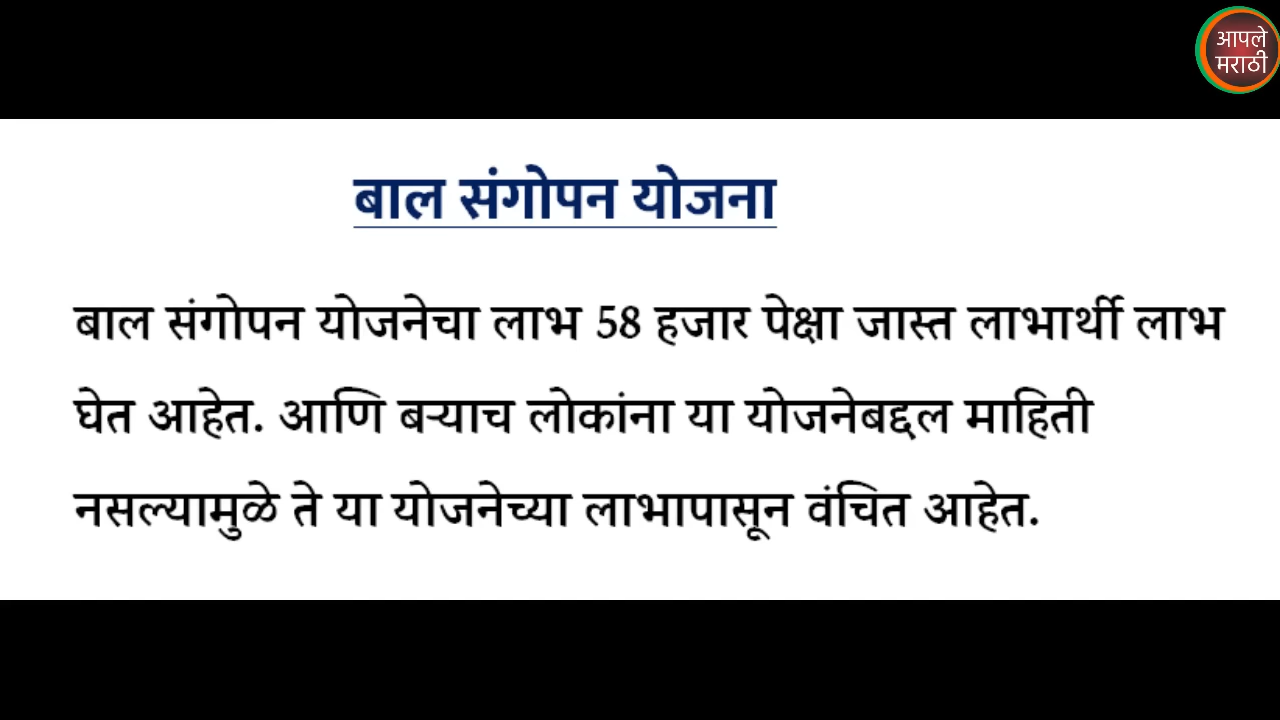 आपले
मराठी
बाल संगोपन योजना
बाल संगोपन योजनेचा लाभ 58 हजार पेक्षा जास्त लाभार्थी लाभ
घेत आहेत. आणि बऱ्याच लोकांना या योजनेबद्दल माहिती
नसल्यामुळे ते या योजनेच्या लाभापासून वंचित आहेत.